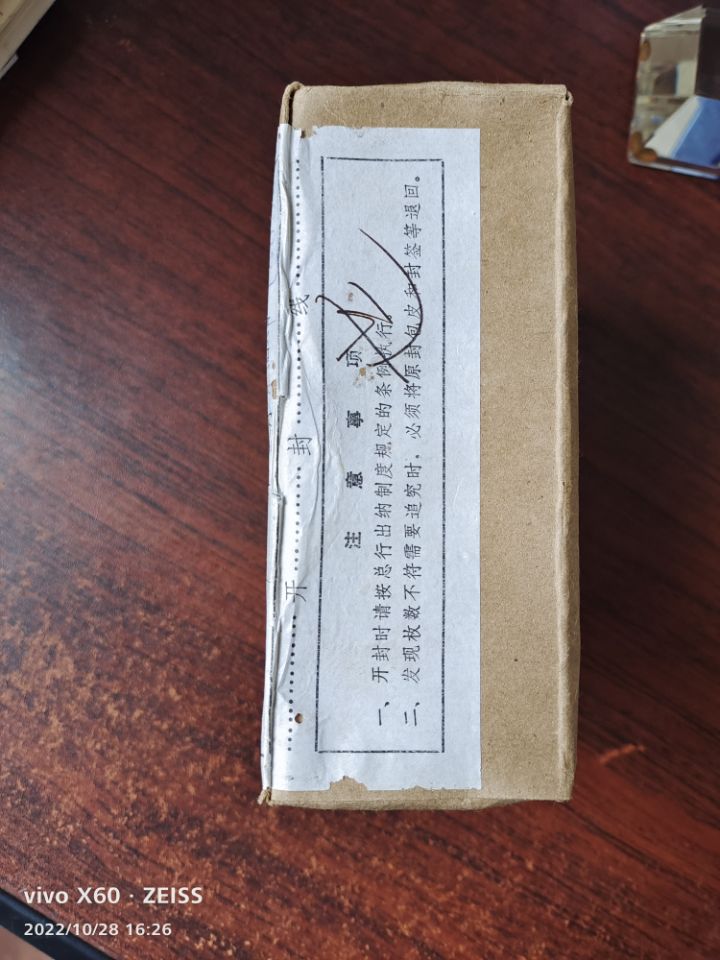 开封线
注意事项
一、开封时请按总行出纳制度规定的条例执行。
二、发现枚数不符需要追究时，必须将原封包皮和封签等退回。
vivo X60 · ZEISS
2022/10/28 16:26